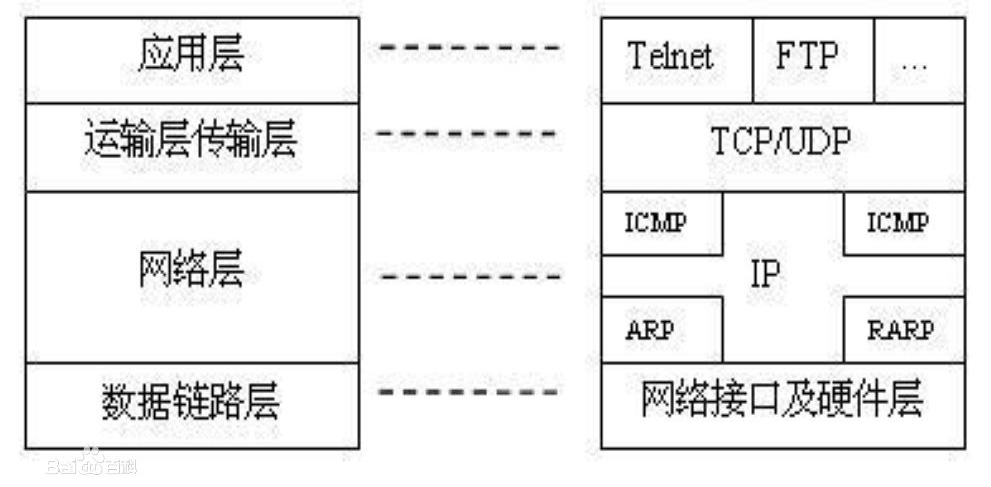 应用层
Telnet
FTP
...
运输层传输层
TCP/UDP
网络层
ICMP
ICMP
IP
ARP
RARP
数据链路层
网络接口及硬件层
Bai 百科